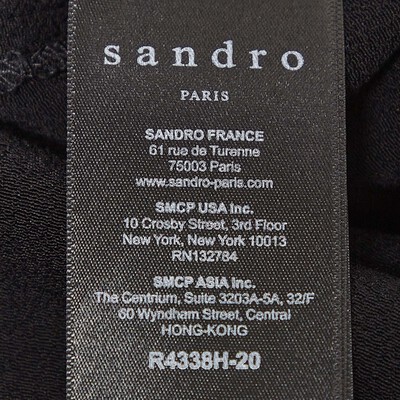 sandro
PARIS
SANDRO FRANCE
61 rue de Turenne
75003 Paris
www.sandro-paris.com
SMCP USA Inc.
10 Crosby Street, 3rd Floor
New York, New York 10013
RN132784
SMCP ASIA Inc.
The Centrium, Suite 3203A-5A, 32/F
60 Wyndham Street, Central
HONG-KONG
R4338H-20